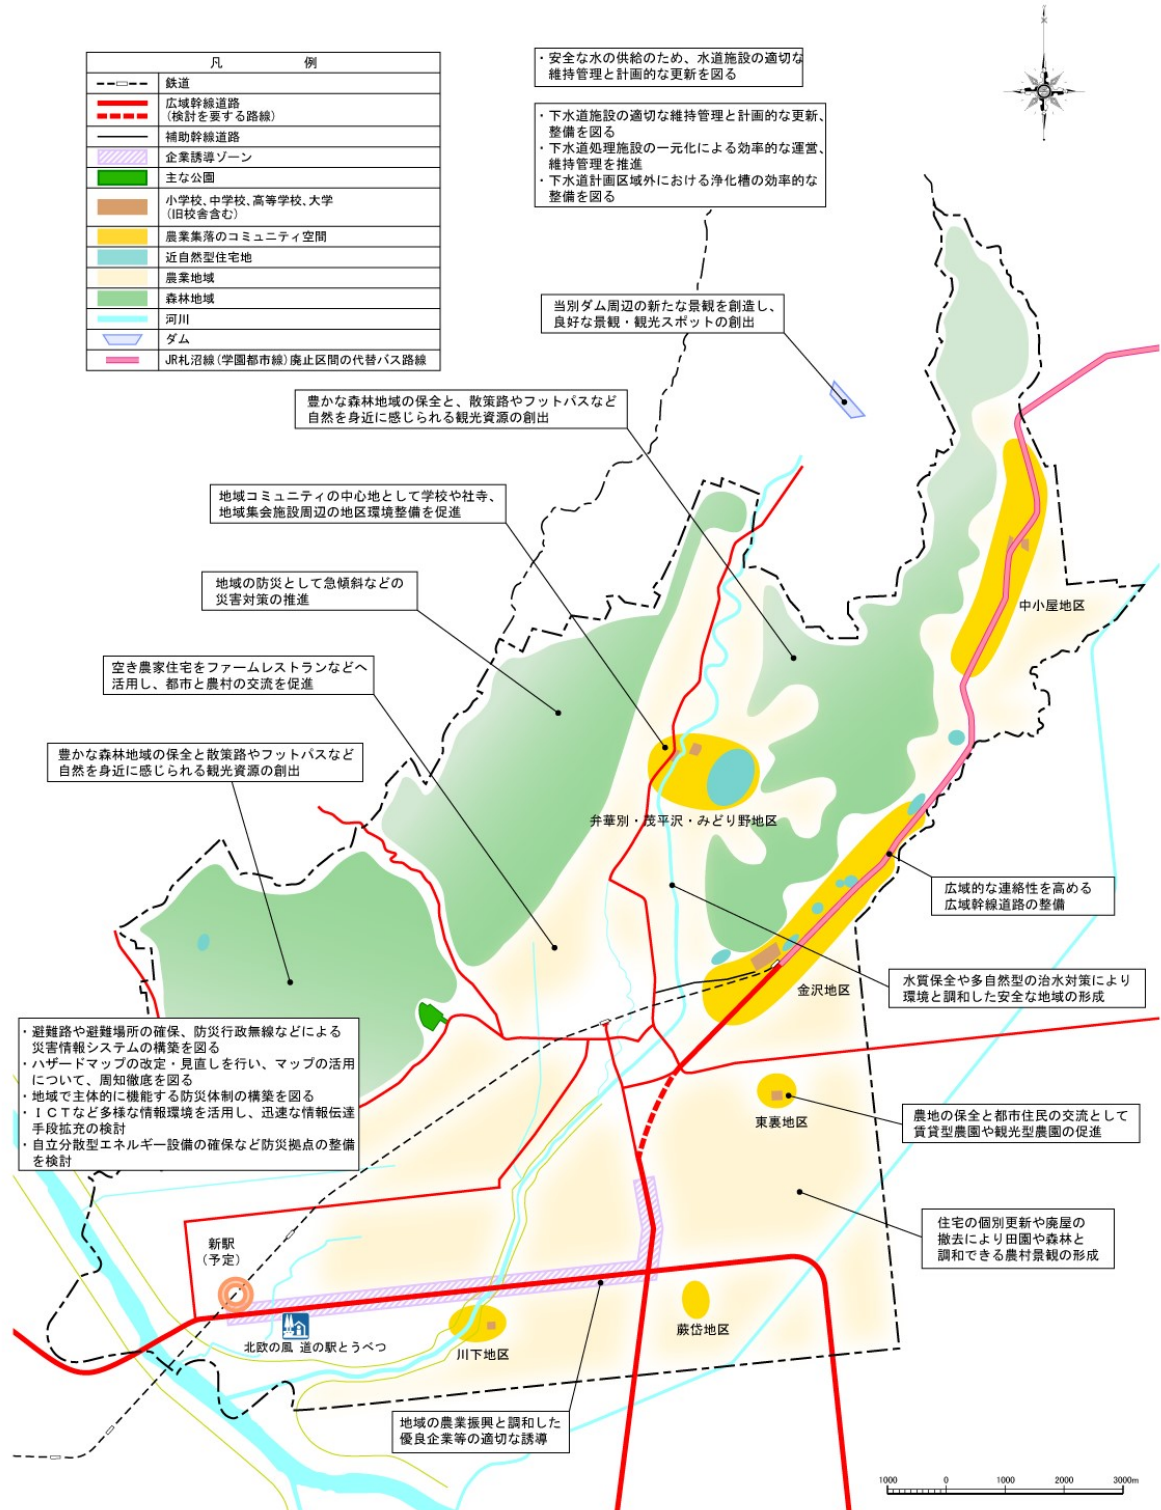 凡　　　例
鉄道
広域幹線道路
(検討を要する路線)
補助幹線道路
企業誘導ゾーン
主な公園
小学校、中学校、高等学校、大学
(旧校舎含む)
農業集落のコミュニティ空間
近自然型住宅地
農業地域
森林地域
河川
ダム
JR札沼線(学園都市線)廃止区間の代替バス路線
・安全な水の供給のため、水道施設の適切な
維持管理と計画的な更新を図る
・下水道施設の適切な維持管理と計画的な更新、
整備を図る
・下水道処理施設の一元化による効率的な運営、
維持管理を推進
・下水道計画区域外における浄化槽の効率的な
整備を図る
当別ダム周辺の新たな景観を創造し、
良好な景観・観光スポットの創出
豊かな森林地域の保全と、散策路やフットパスなど
自然を身近に感じられる観光資源の創出
地域コミュニティの中心地として学校や社寺、
地域集会施設周辺の地区環境整備を促進
地域の防災として急傾斜などの
災害対策の推進
中小屋地区
空き農家住宅をファームレストランなどへ
活用し、都市と農村の交流を促進
豊かな森林地域の保全と散策路やフットパスなど
自然を身近に感じられる観光資源の創出
弁華別・茂平沢・みどり野地区
広域的な連絡性を高める
広域幹線道路の整備
水質保全や多自然型の治水対策により
環境と調和した安全な地域の形成
金沢地区
・避難路や避難場所の確保、防災行政無線などによる
災害情報システムの構築を図る
・ハザードマップの改定・見直しを行い、マップの活用
について、周知徹底を図る
・地域で主体的に機能する防災体制の構築を図る
・ＩＣＴなど多様な情報環境を活用し、迅速な情報伝達
手段拡充の検討
・自立分散型エネルギー設備の確保など防災拠点の整備
を検討
農地の保全と都市住民の交流として
賃貸型農園や観光型農園の促進
東裏地区
住宅の個別更新や廃屋の
撤去により田園や森林と
調和できる農村景観の形成
新駅
(予定)
北欧の風 道の駅とうべつ
川下地区
蕨岱地区
地域の農業振興と調和した
優良企業等の適切な誘導
1000 0 1000 2000 3000m